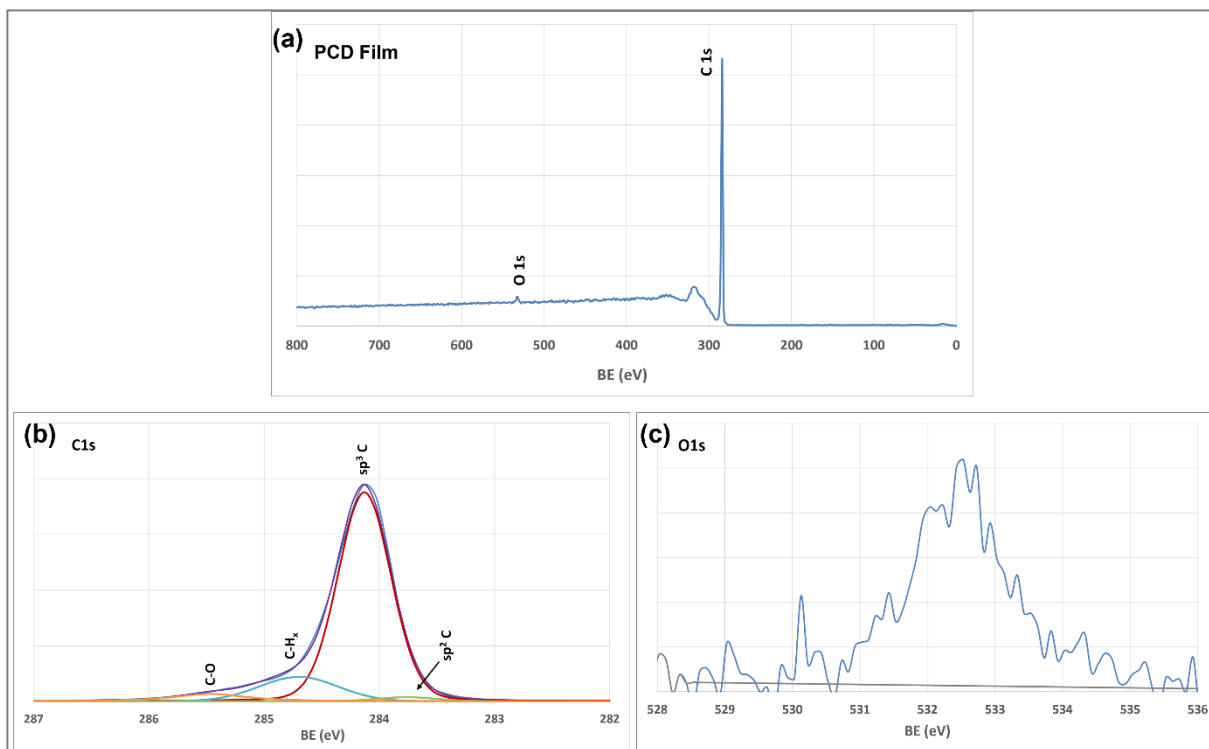 (a) PCD Film
C 1s
O 1s
800 700 600 500 400 300 200 100 0
BE (eV)
(b) C1s
sp³ C
C-Hₓ
C-O
sp² C
287 286 285 284 283 282
BE (eV)
(c) O1s
528 529 530 531 532 533 534 535 536
BE (eV)